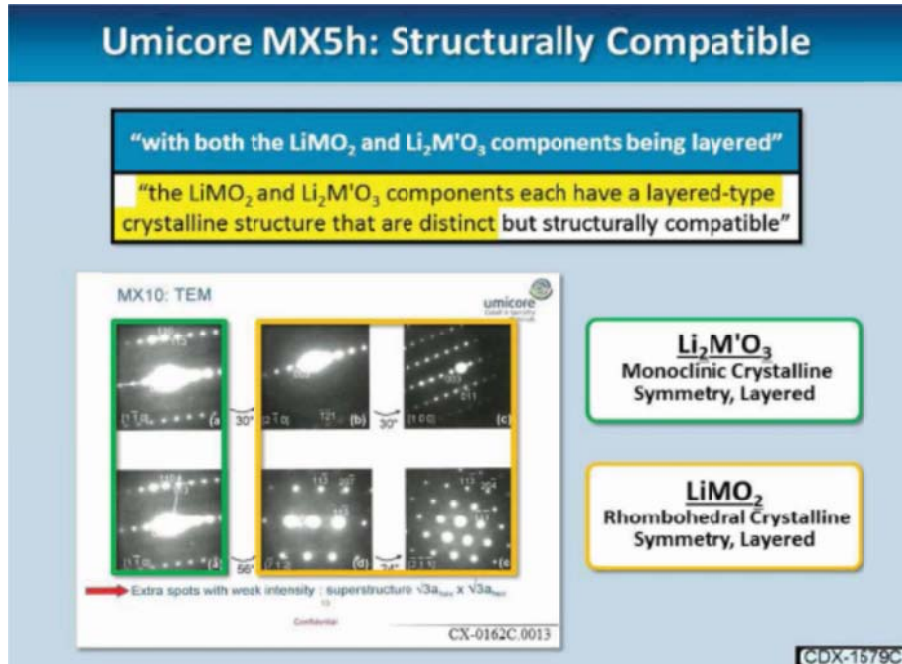 Umicore MX5h: Structurally Compatible
“with both the LiMO₂ and Li₂M'O₃ components being layered”
“the LiMO₂ and Li₂M'O₃ components each have a layered-type
crystalline structure that are distinct but structurally compatible”
MX10: TEM
umicore
30°
30°
(b)
(c)
56°
(d)
Extra spots with weak intensity : superstructure √3a x √3a
Confidential
CX-0162C.0013
Li₂M'O₃
Monoclinic Crystalline
Symmetry, Layered
LiMO₂
Rhombohedral Crystalline
Symmetry, Layered
CDX-1579C